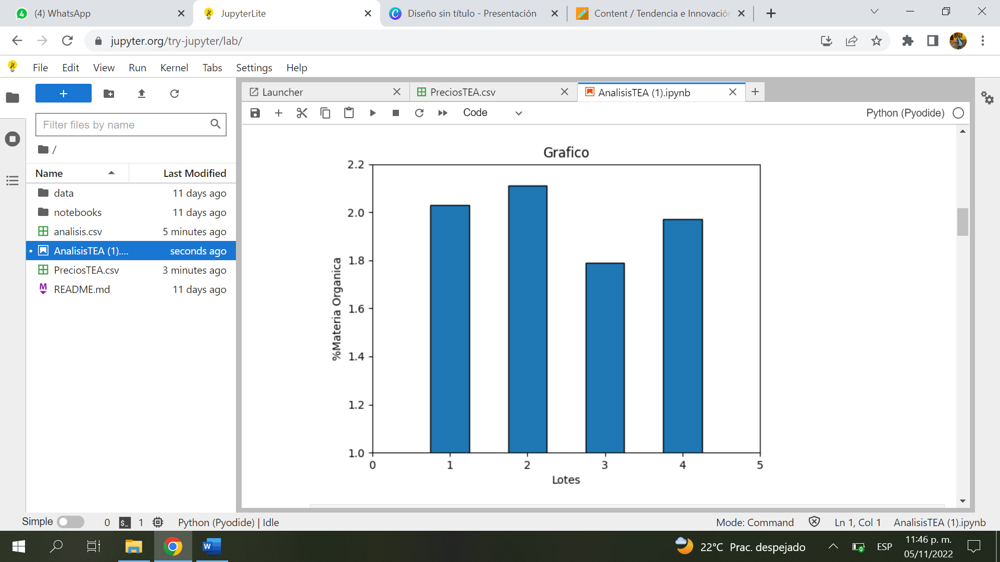 4 (4) WhatsApp
JupyterLite
Diseño sin título - Presentación
Content / Tendencia e Innovación
jupyter.org/try-jupyter/lab/
File Edit View Run Kernel Tabs Settings Help
Launcher
PreciosTEA.csv
AnalisisTEA (1).ipynb
Code
Python (Pyodide)
Filter files by name
/
Name Last Modified
data 11 days ago
notebooks 11 days ago
analisis.csv 5 minutes ago
AnalisisTEA (1).... seconds ago
PreciosTEA.csv 3 minutes ago
README.md 11 days ago
Grafico
2.2
2.0
1.8
1.6
1.4
1.2
1.0
%Materia Organica
0 1 2 3 4 5
Lotes
Simple 0 $_ 1 Python (Pyodide) | Idle
Mode: Command Ln 1, Col 1 AnalisisTEA (1).ipynb
22°C Prac. despejado
ESP
11:46 p. m.
05/11/2022